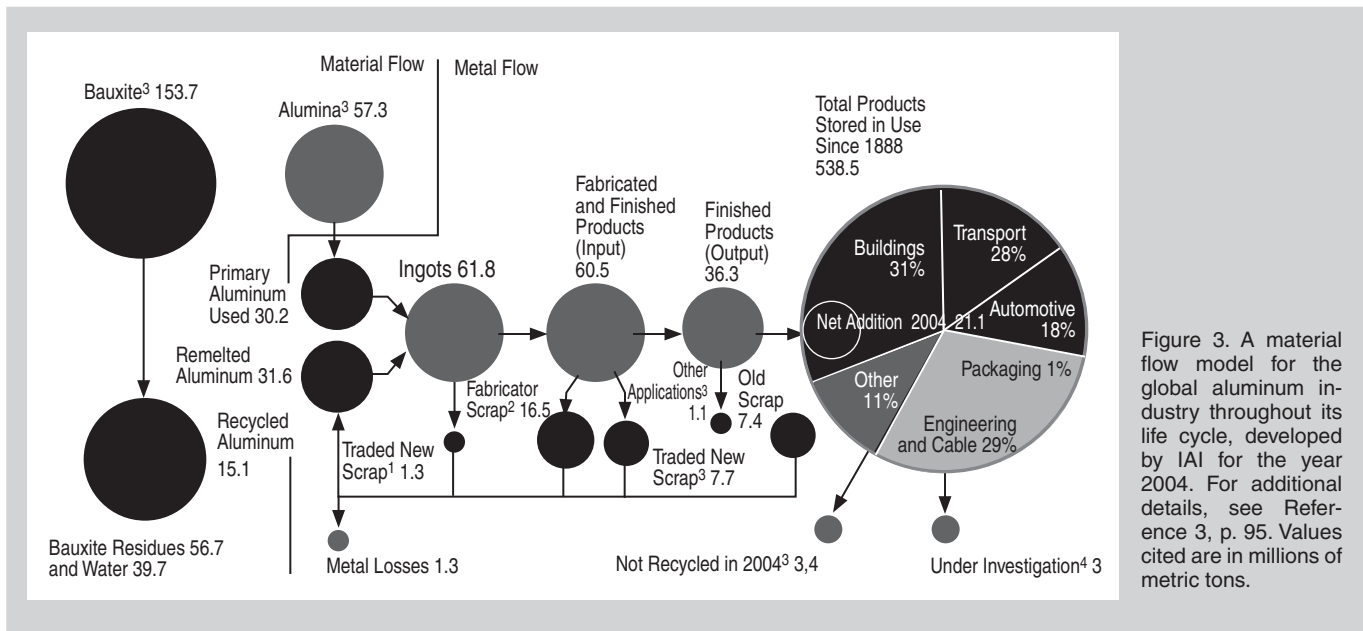 Material Flow
Metal Flow
Bauxite³ 153.7
Alumina³ 57.3
Total Products
Stored in Use
Since 1888
538.5
Fabricated
and Finished
Products
(Input)
60.5
Finished
Products
(Output)
36.3
Primary
Aluminum
Used 30.2
Ingots 61.8
Buildings
31%
Transport
28%
Automotive
18%
Net Addition 2004 21.1
Packaging 1%
Other
11%
Engineering
and Cable 29%
Remelted
Aluminum 31.6
Fabricator
Scrap² 16.5
Other
Applications³
1.1
Old
Scrap
7.4
Recycled
Aluminum
15.1
Traded New
Scrap¹ 1.3
Traded New
Scrap³ 7.7
Bauxite Residues 56.7
and Water 39.7
Metal Losses 1.3
Not Recycled in 2004³ 3,4
Under Investigation⁴ 3
Figure 3. A material
flow model for the
global aluminum in-
dustry throughout its
life cycle, developed
by IAI for the year
2004. For additional
details, see Refer-
ence 3, p. 95. Values
cited are in millions of
metric tons.